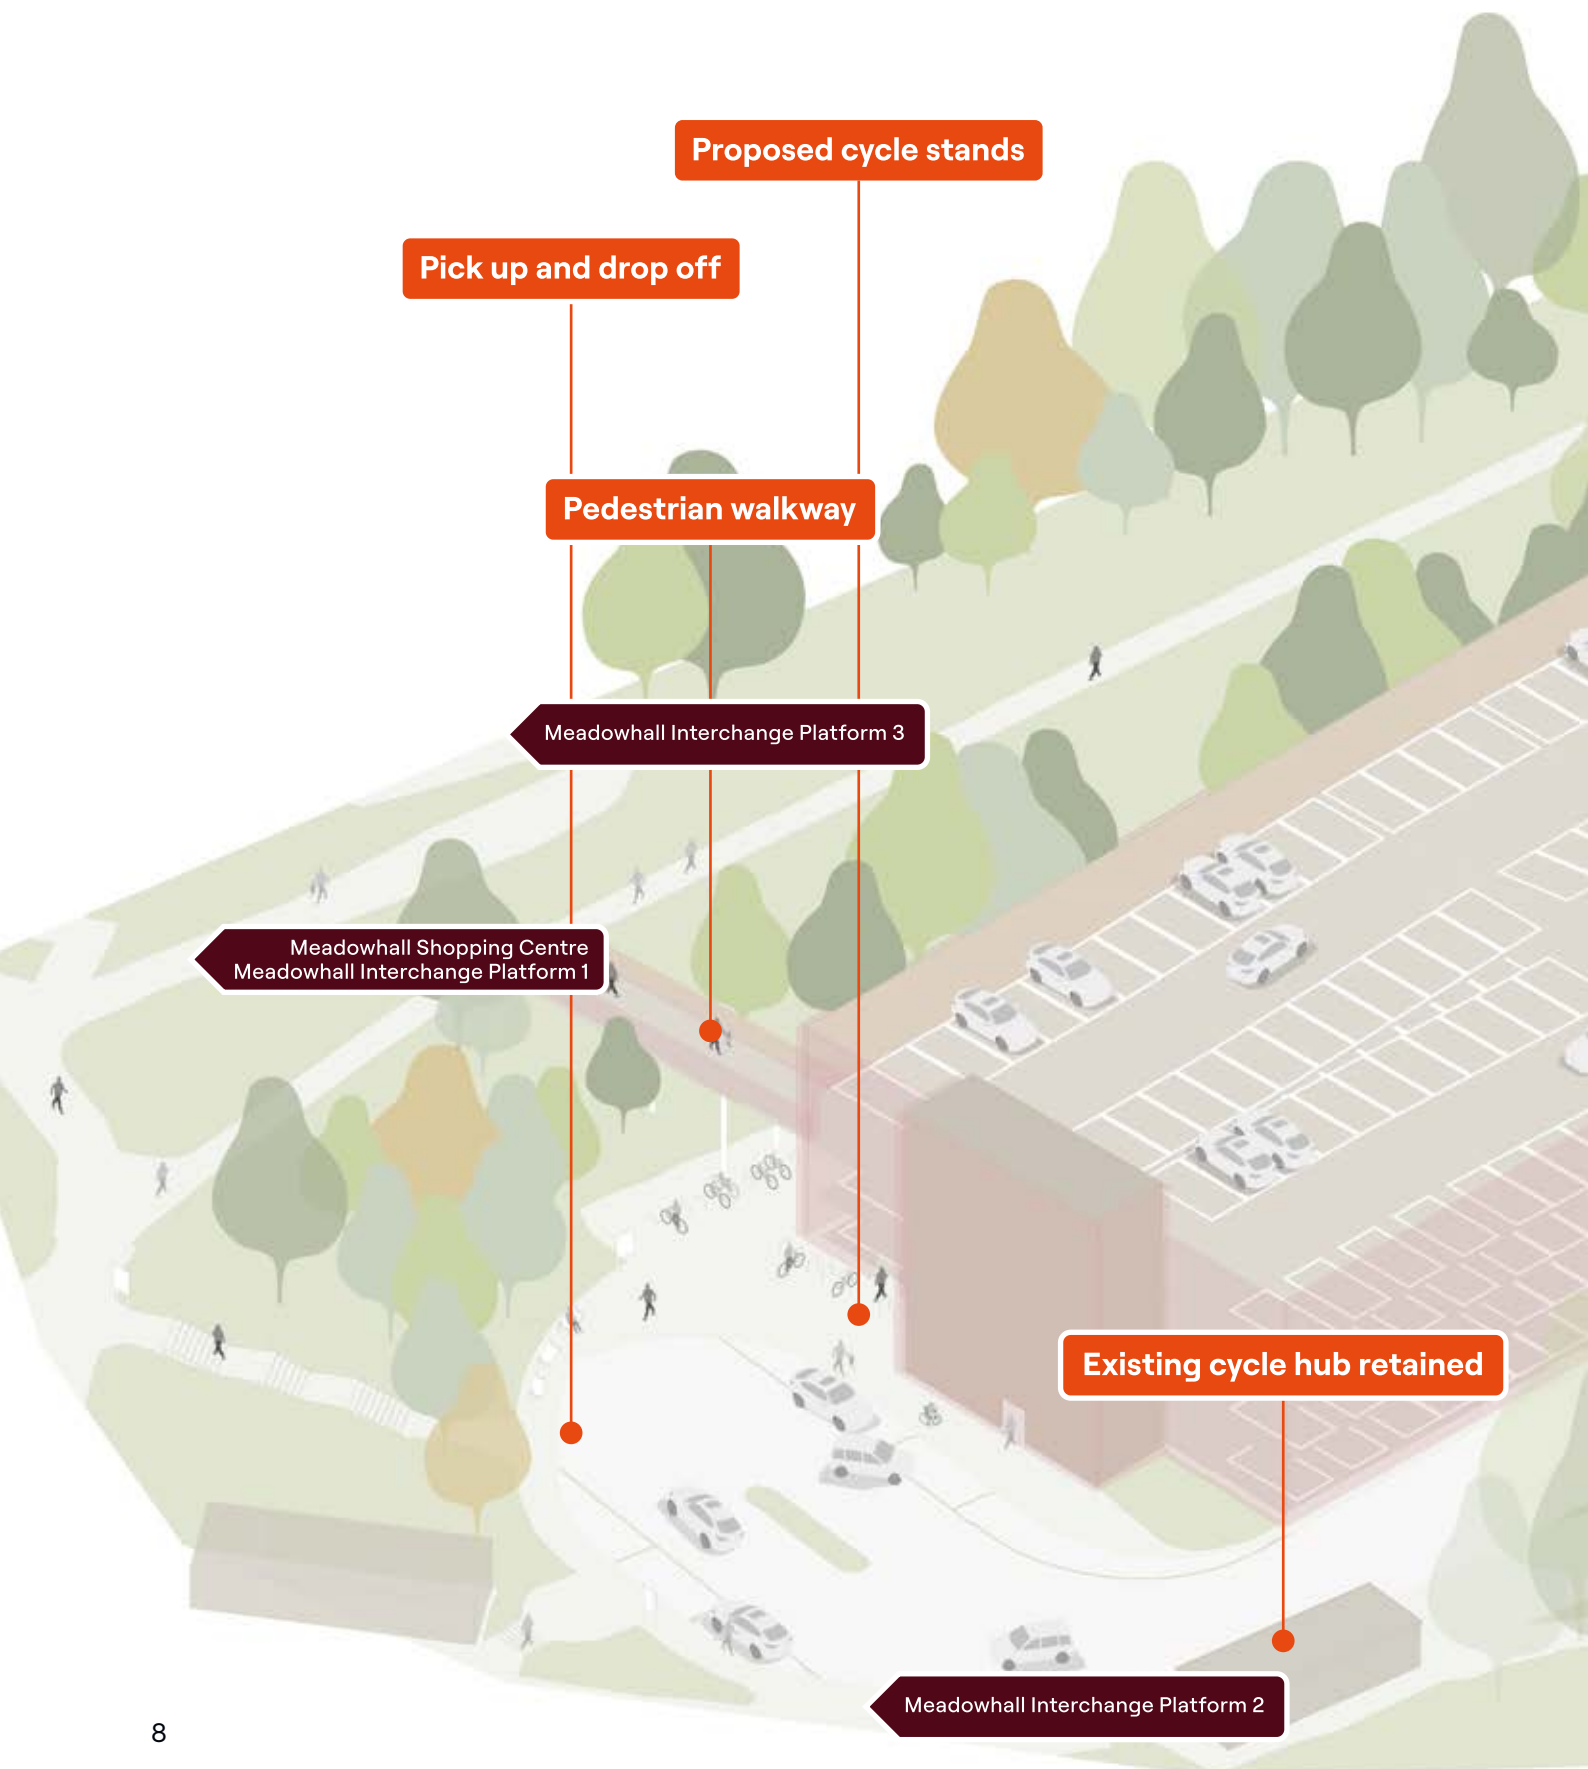 Proposed cycle stands
Pick up and drop off
Pedestrian walkway
Meadowhall Interchange Platform 3
Meadowhall Shopping Centre
Meadowhall Interchange Platform 1
Existing cycle hub retained
Meadowhall Interchange Platform 2
8